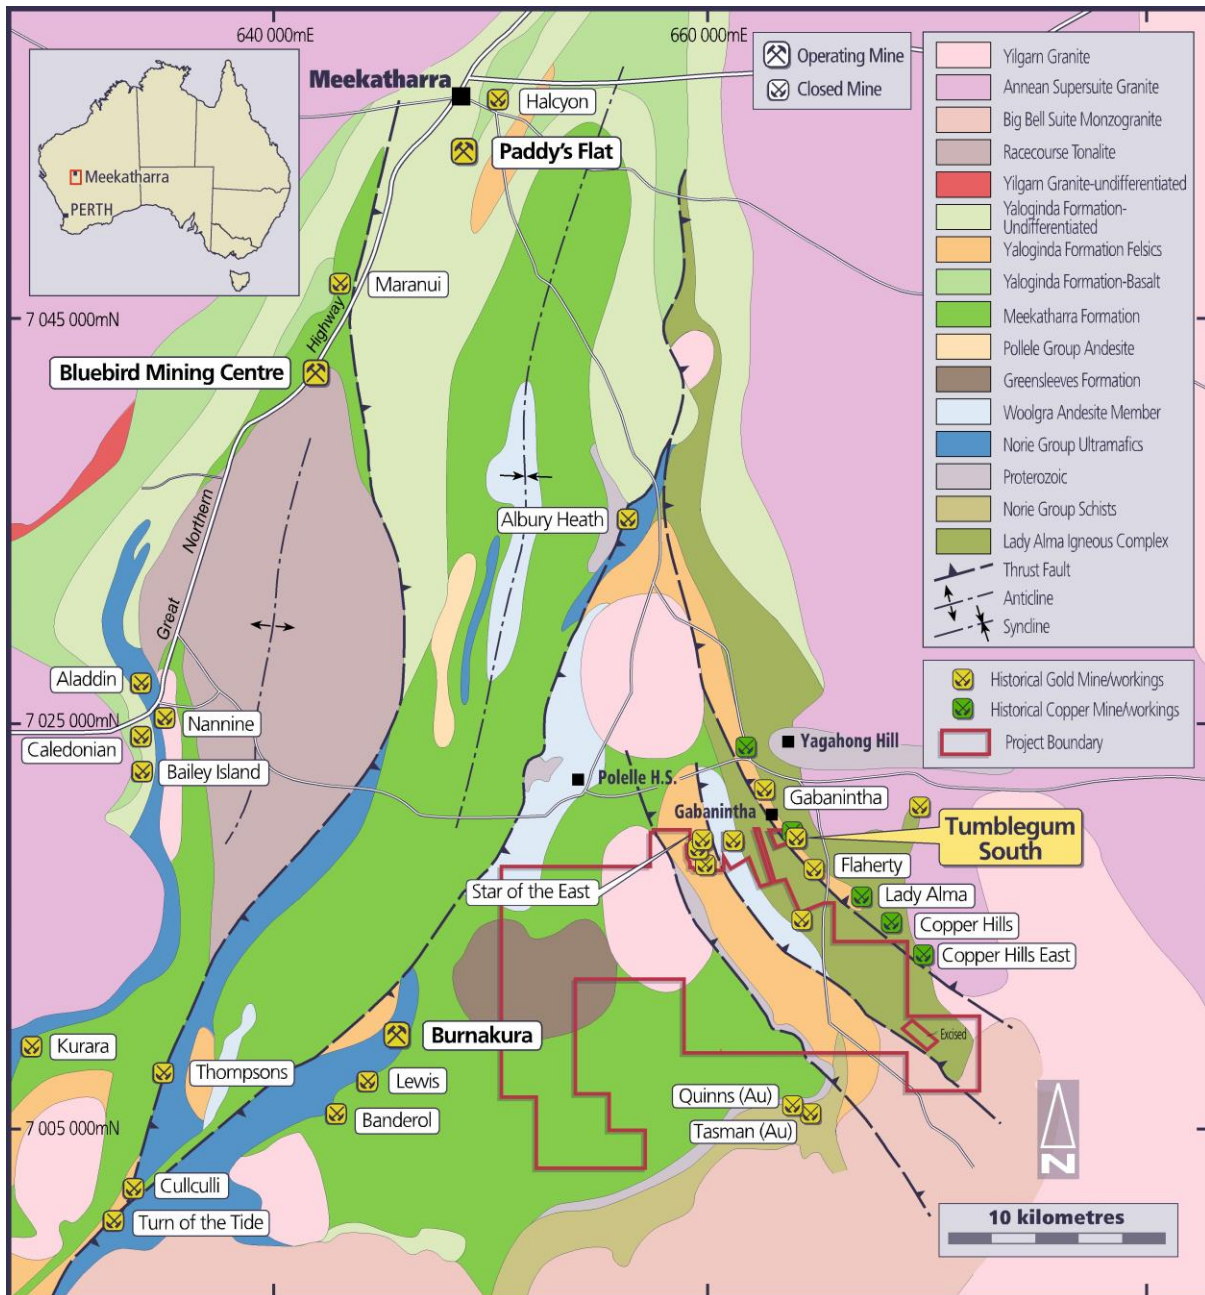 640 000mE
660 000mE
Meekatharra
Halcyon
Paddy's Flat
Operating Mine
Closed Mine
Meekatharra
PERTH
Maranui
7 045 000mN
Highway
Bluebird Mining Centre
Northern
Great
Albury Heath
Aladdin
Nannine
7 025 000mN
Caledonian
Bailey Island
Yagahong Hill
Polelle H.S.
Gabanintha
Gabanintha
Tumblegum
South
Star of the East
Flaherty
Lady Alma
Copper Hills
Copper Hills East
Excised
Burnakura
Kurara
Thompsons
Lewis
Banderol
Quinns (Au)
Tasman (Au)
7 005 000mN
Cullculli
Turn of the Tide
N
10 kilometres
Yilgarn Granite
Annean Supersuite Granite
Big Bell Suite Monzogranite
Racecourse Tonalite
Yilgarn Granite-undifferentiated
Yaloginda Formation-
Undifferentiated
Yaloginda Formation Felsics
Yaloginda Formation-Basalt
Meekatharra Formation
Pollele Group Andesite
Greensleeves Formation
Woolgra Andesite Member
Norie Group Ultramafics
Proterozoic
Norie Group Schists
Lady Alma Igneous Complex
Thrust Fault
Anticline
Syncline
Historical Gold Mine/workings
Historical Copper Mine/workings
Project Boundary